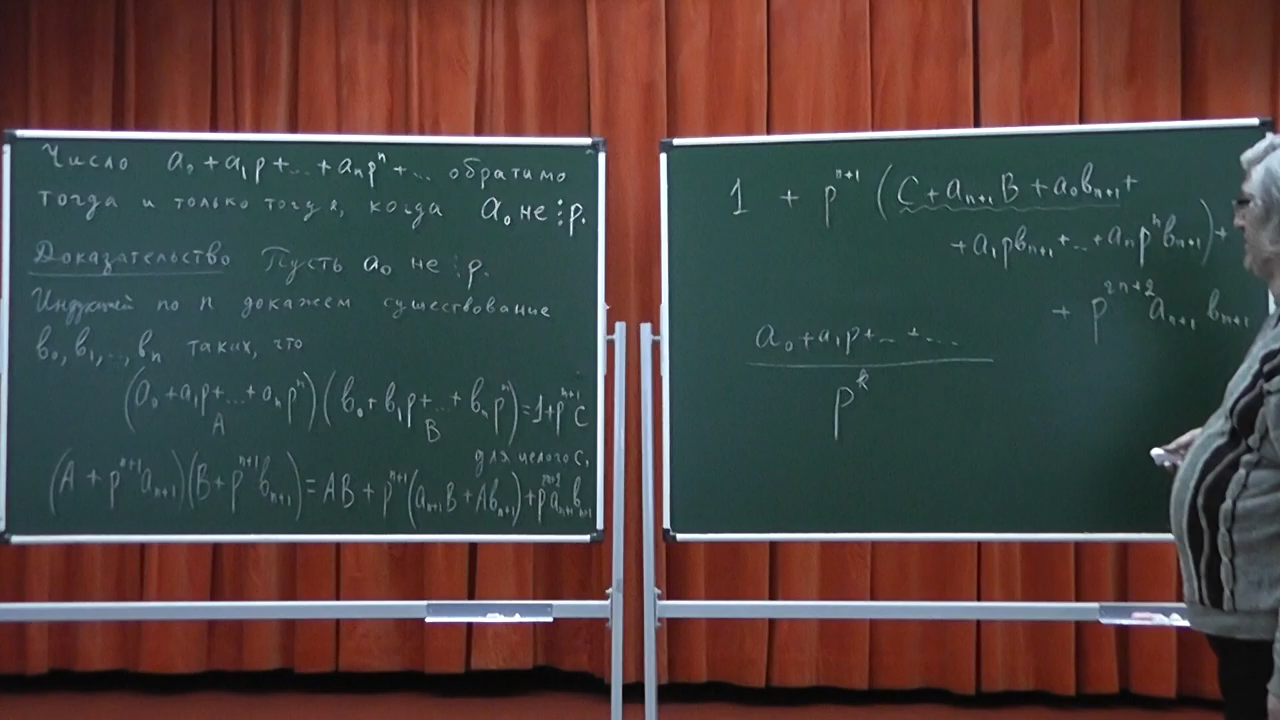 Число a₀ + a₁p + ... + aₙpⁿ + ... обратимо
тогда и только тогда, когда a₀ не ⋮ p.
Доказательство Пусть a₀ не ⋮ p.
Индукцией по n докажем существование
b₀, b₁, ..., bₙ таких, что
(a₀ + a₁p + ... + aₙpⁿ)(b₀ + b₁p + ... + bₙpⁿ) = 1 + pⁿ⁺¹C
A B
для целого C,
(A + pⁿ⁺¹aₙ₊₁)(B + pⁿ⁺¹bₙ₊₁) = AB + pⁿ⁺¹(aₙ₊₁B + Abₙ₊₁) + p²ⁿ⁺²aₙ₊₁bₙ₊₁
1 + pⁿ⁺¹(C + aₙ₊₁B + a₀bₙ₊₁ +
+ a₁pbₙ₊₁ + ... + aₙpⁿbₙ₊₁) +
+ p²ⁿ⁺²aₙ₊₁bₙ₊₁
a₀ + a₁p + ... + ...
pᵏ